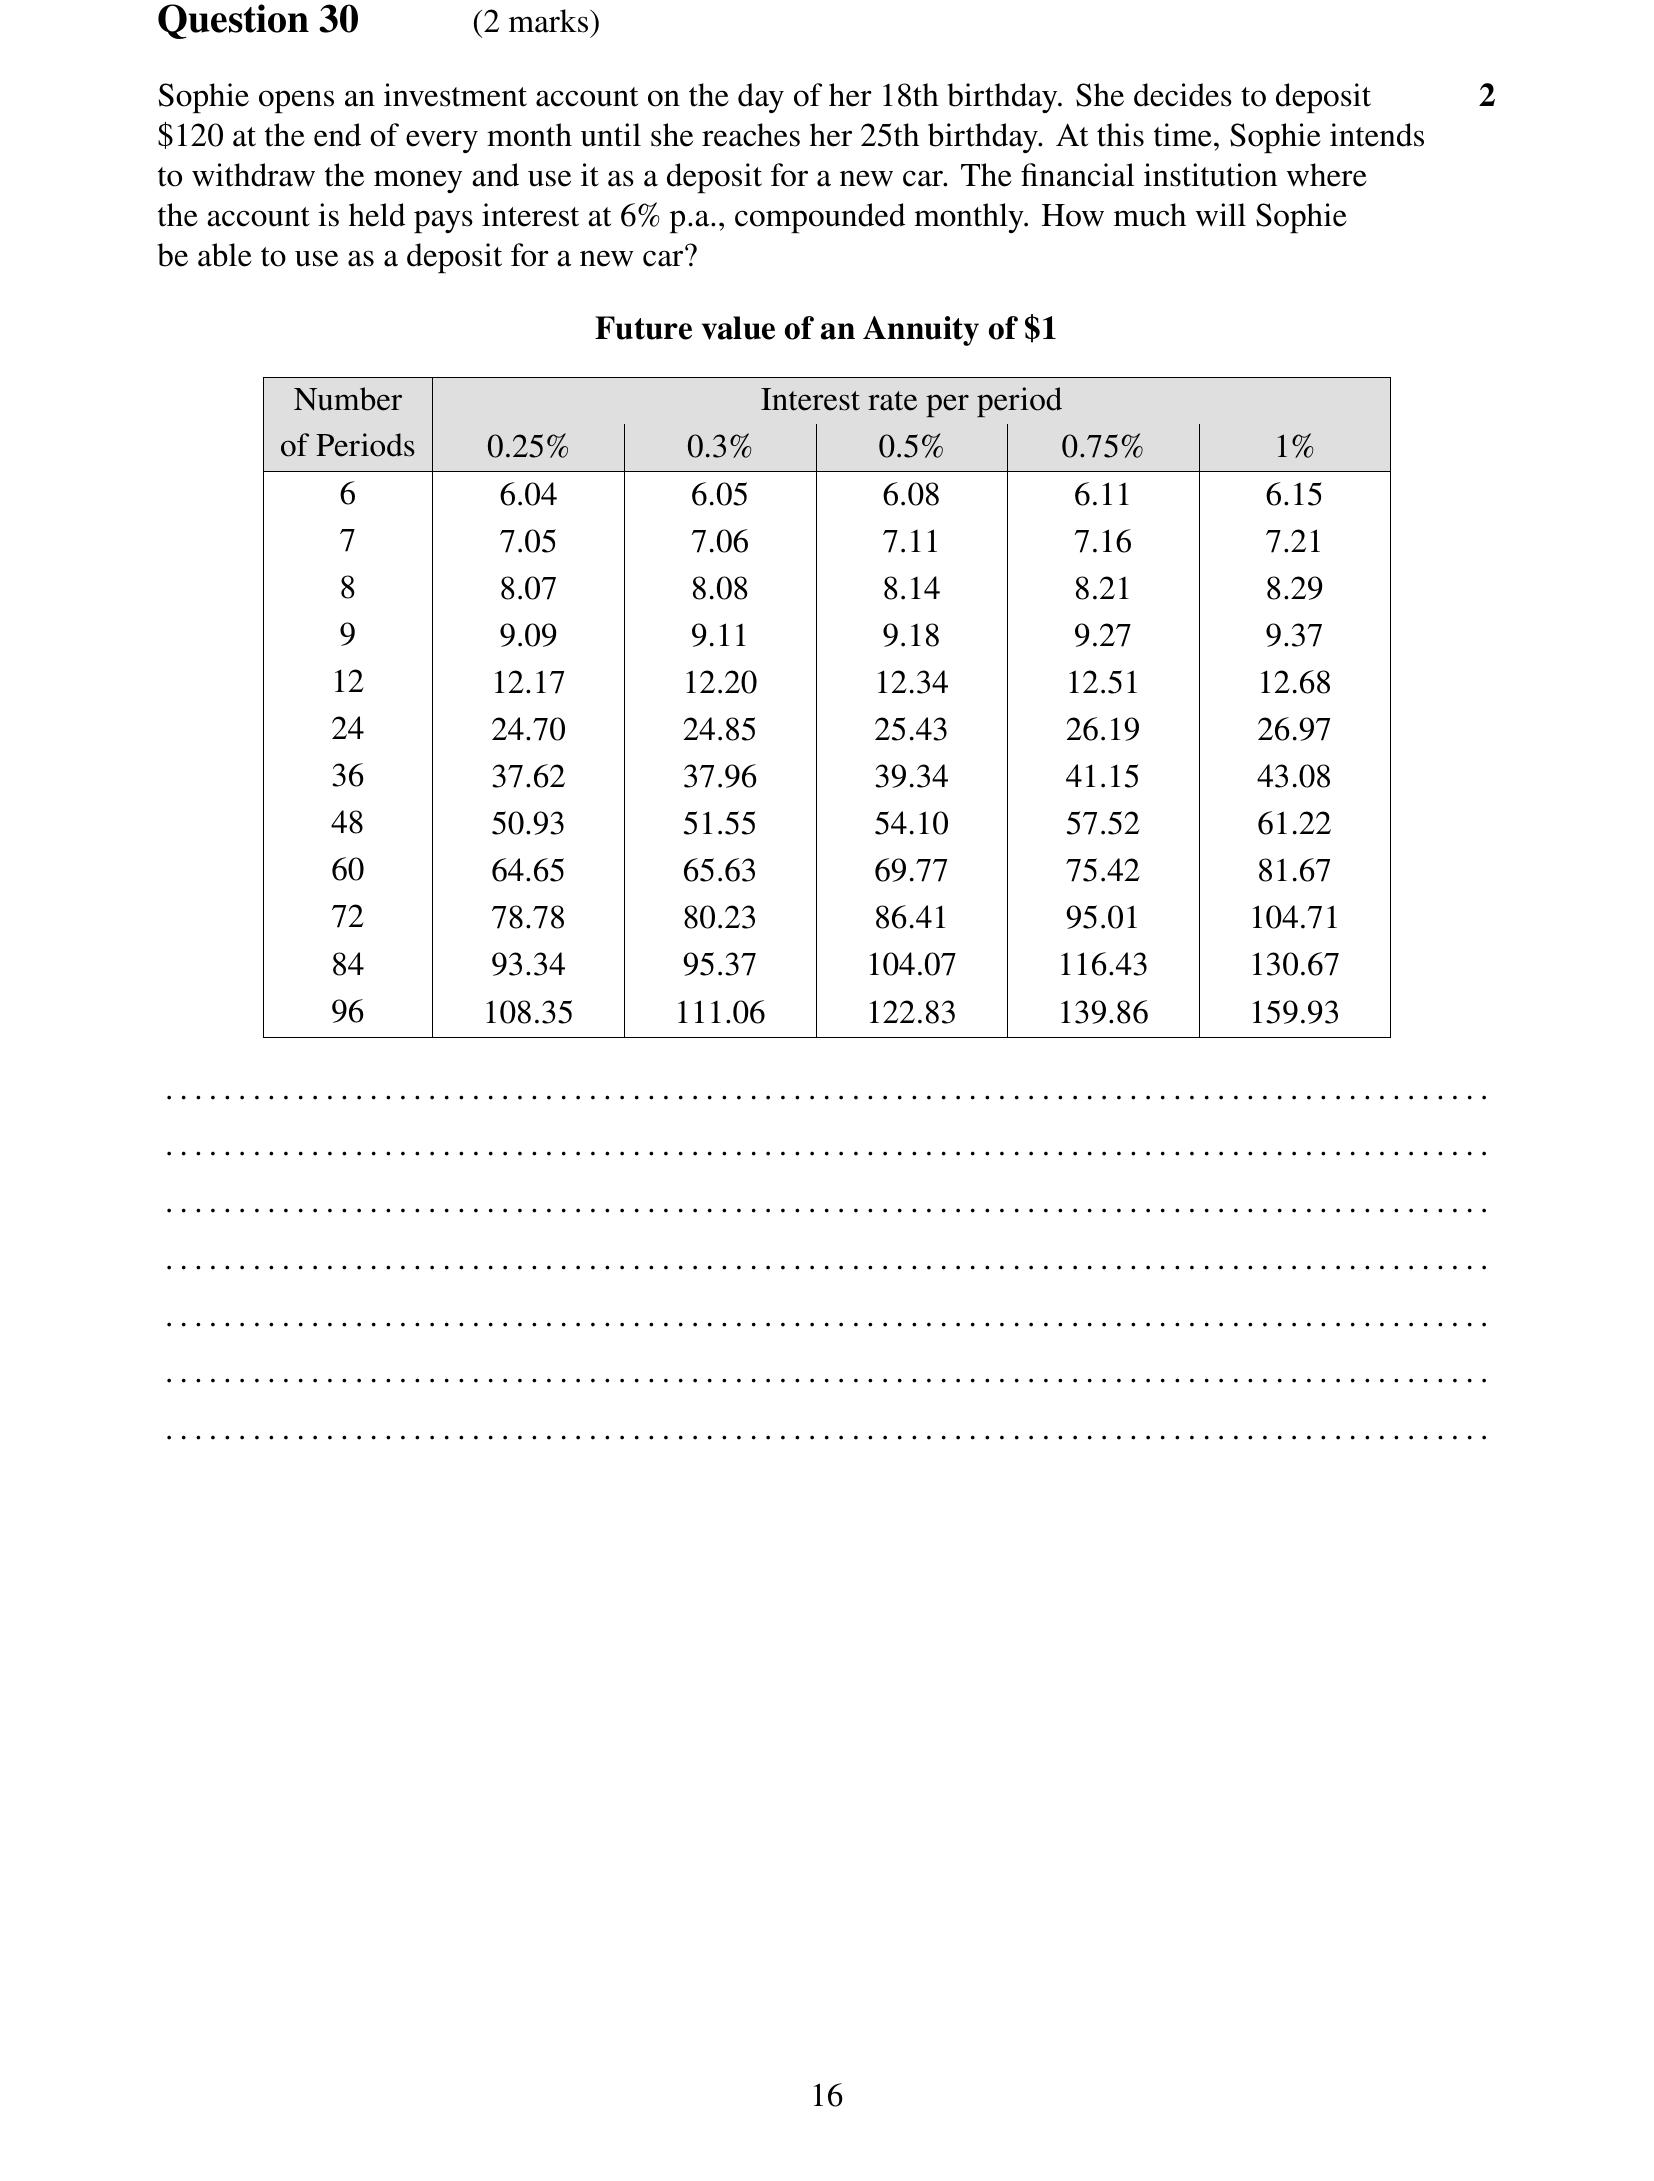 Question 30 (2 marks)
Sophie opens an investment account on the day of her 18th birthday. She decides to deposit 2
$120 at the end of every month until she reaches her 25th birthday. At this time, Sophie intends
to withdraw the money and use it as a deposit for a new car. The financial institution where
the account is held pays interest at 6% p.a., compounded monthly. How much will Sophie
be able to use as a deposit for a new car?
Future value of an Annuity of $1
Number Interest rate per period
of Periods 0.25% 0.3% 0.5% 0.75% 1%
6 6.04 6.05 6.08 6.11 6.15
7 7.05 7.06 7.11 7.16 7.21
8 8.07 8.08 8.14 8.21 8.29
9 9.09 9.11 9.18 9.27 9.37
12 12.17 12.20 12.34 12.51 12.68
24 24.70 24.85 25.43 26.19 26.97
36 37.62 37.96 39.34 41.15 43.08
48 50.93 51.55 54.10 57.52 61.22
60 64.65 65.63 69.77 75.42 81.67
72 78.78 80.23 86.41 95.01 104.71
84 93.34 95.37 104.07 116.43 130.67
96 108.35 111.06 122.83 139.86 159.93
16